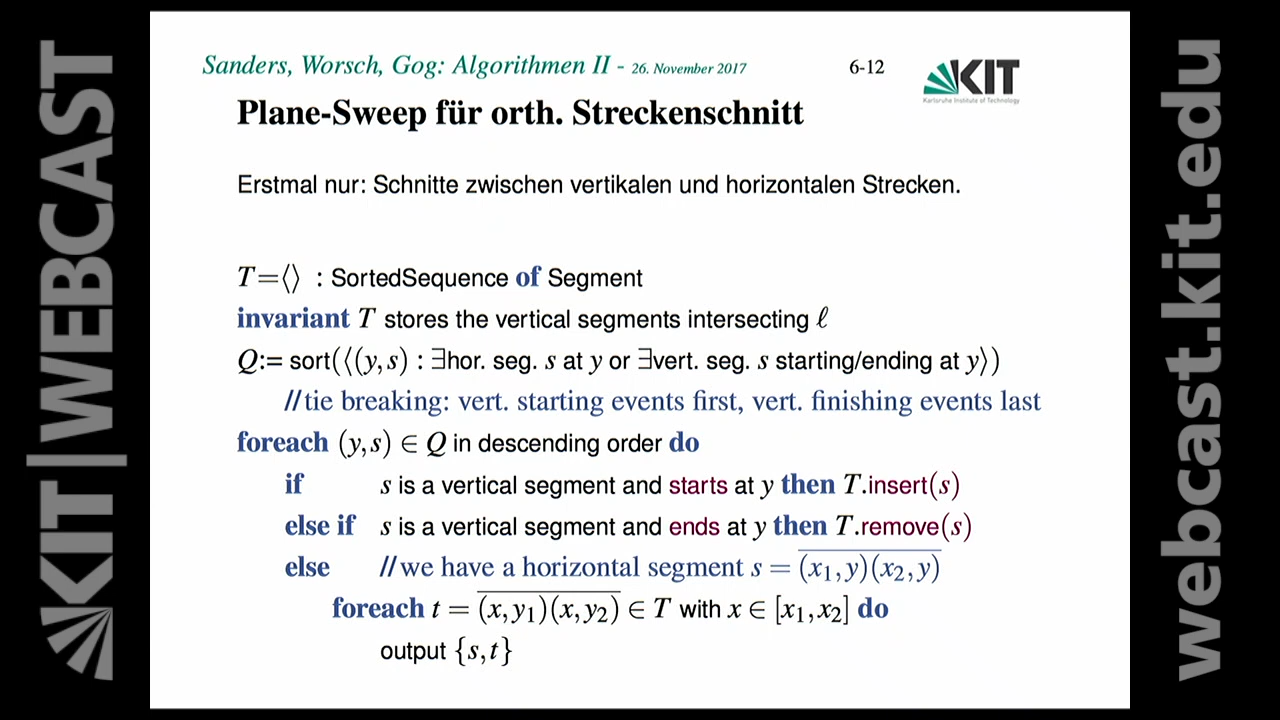 KIT|WEBCAST
Sanders, Worsch, Gog: Algorithmen II - 26. November 2017
6-12
KIT
Karlsruhe Institute of Technology
Plane-Sweep für orth. Streckenschnitt
Erstmal nur: Schnitte zwischen vertikalen und horizontalen Strecken.
T=⟨⟩ : SortedSequence of Segment
invariant T stores the vertical segments intersecting ℓ
Q:= sort(⟨(y,s) : ∃hor. seg. s at y or ∃vert. seg. s starting/ending at y⟩)
//tie breaking: vert. starting events first, vert. finishing events last
foreach (y,s) ∈ Q in descending order do
if s is a vertical segment and starts at y then T.insert(s)
else if s is a vertical segment and ends at y then T.remove(s)
else //we have a horizontal segment s = (x₁,y)(x₂,y)
foreach t = (x,y₁)(x,y₂) ∈ T with x ∈ [x₁,x₂] do
output {s,t}
webcast.kit.edu